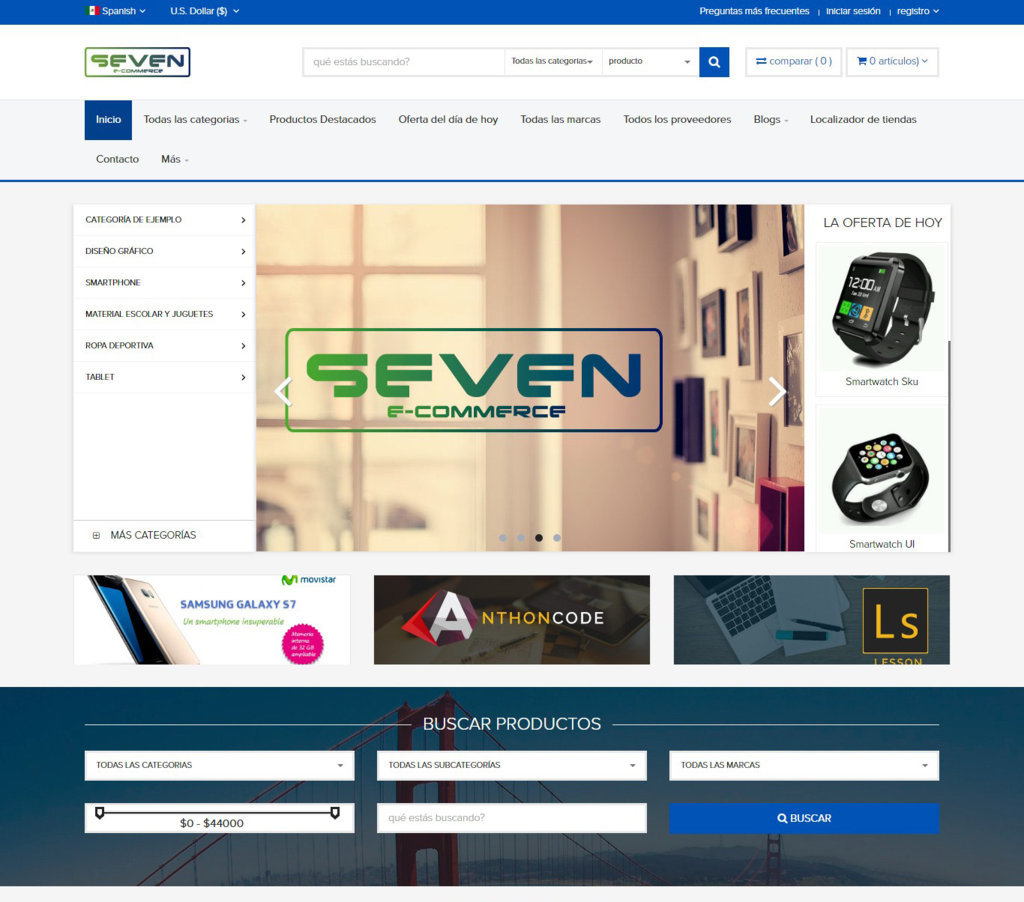 Spanish U.S. Dollar ($) Preguntas más frecuentes | iniciar sesión | registro
SEVEN
E-COMMERCE
qué estás buscando? Todas las categorias producto comparar ( 0 ) 0 artículos)
Inicio Todas las categorias Productos Destacados Oferta del día de hoy Todas las marcas Todos los proveedores Blogs Localizador de tiendas
Contacto Más
CATEGORÍA DE EJEMPLO
DISEÑO GRÁFICO
SMARTPHONE
MATERIAL ESCOLAR Y JUGUETES
ROPA DEPORTIVA
TABLET
MÁS CATEGORÍAS
SEVEN
E-COMMERCE
LA OFERTA DE HOY
12:00 AM
Smartwatch Sku
Smartwatch UI
movistar
SAMSUNG GALAXY S7
Un smartphone insuperable
Memoria
interna
de 32 GB
ampliable
ANTHONCODE
Ls
LESSON
BUSCAR PRODUCTOS
TODAS LAS CATEGORIAS TODAS LAS SUBCATEGORÍAS TODAS LAS MARCAS
$0 - $44000 qué estás buscando? BUSCAR